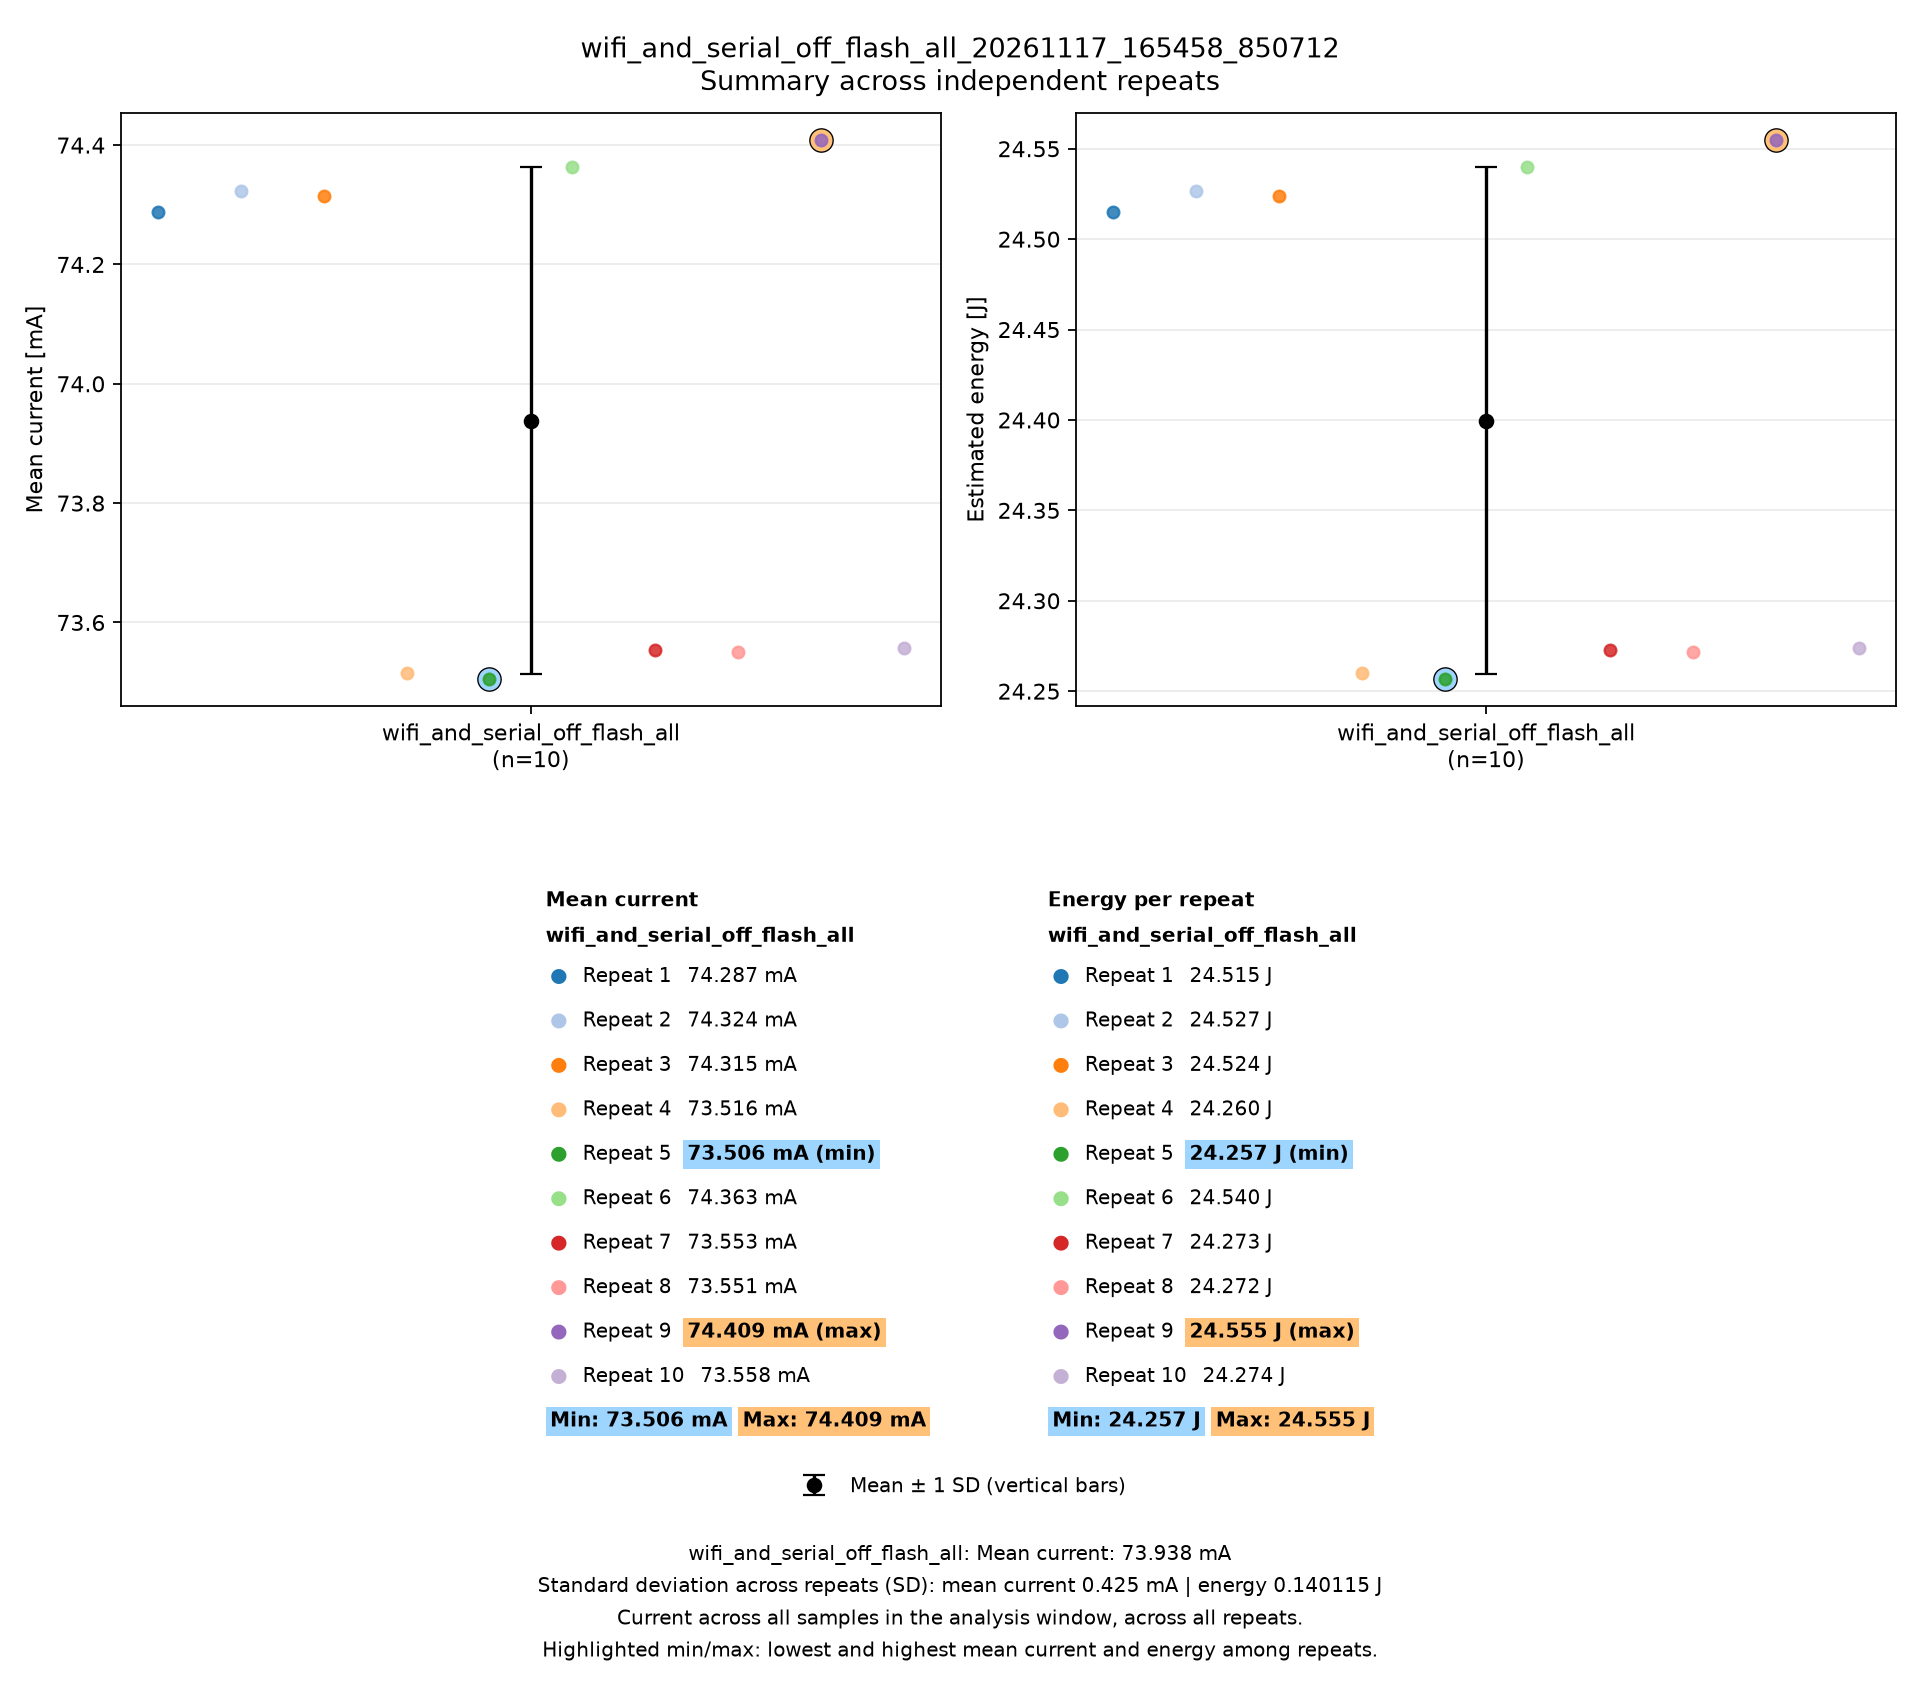 wifi_and_serial_off_flash_all_20261117_165458_850712
Summary across independent repeats
Mean current [mA]
74.4
74.2
74.0
73.8
73.6
wifi_and_serial_off_flash_all
(n=10)
Estimated energy [J]
24.55
24.50
24.45
24.40
24.35
24.30
24.25
wifi_and_serial_off_flash_all
(n=10)
Mean current
wifi_and_serial_off_flash_all
Repeat 1 74.287 mA
Repeat 2 74.324 mA
Repeat 3 74.315 mA
Repeat 4 73.516 mA
Repeat 5 73.506 mA (min)
Repeat 6 74.363 mA
Repeat 7 73.553 mA
Repeat 8 73.551 mA
Repeat 9 74.409 mA (max)
Repeat 10 73.558 mA
Min: 73.506 mA Max: 74.409 mA
Energy per repeat
wifi_and_serial_off_flash_all
Repeat 1 24.515 J
Repeat 2 24.527 J
Repeat 3 24.524 J
Repeat 4 24.260 J
Repeat 5 24.257 J (min)
Repeat 6 24.540 J
Repeat 7 24.273 J
Repeat 8 24.272 J
Repeat 9 24.555 J (max)
Repeat 10 24.274 J
Min: 24.257 J Max: 24.555 J
Mean ± 1 SD (vertical bars)
wifi_and_serial_off_flash_all: Mean current: 73.938 mA
Standard deviation across repeats (SD): mean current 0.425 mA | energy 0.140115 J
Current across all samples in the analysis window, across all repeats.
Highlighted min/max: lowest and highest mean current and energy among repeats.